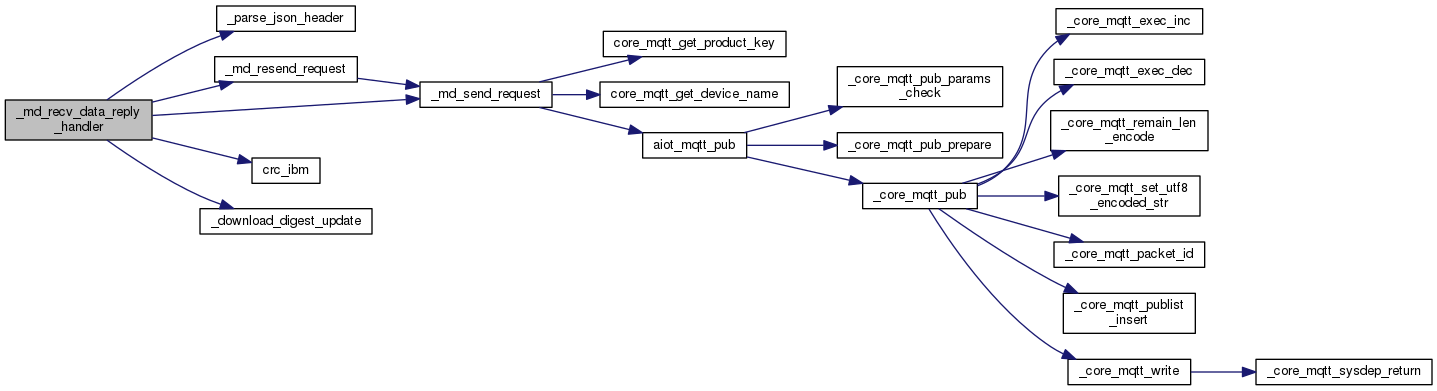 _md_recv_data_reply
_handler
_parse_json_header
_md_resend_request
_md_send_request
crc_ibm
_download_digest_update
core_mqtt_get_product_key
core_mqtt_get_device_name
aiot_mqtt_pub
_core_mqtt_pub_params
_check
_core_mqtt_pub_prepare
_core_mqtt_pub
_core_mqtt_exec_inc
_core_mqtt_exec_dec
_core_mqtt_remain_len
_encode
_core_mqtt_set_utf8
_encoded_str
_core_mqtt_packet_id
_core_mqtt_publist
_insert
_core_mqtt_write
_core_mqtt_sysdep_return